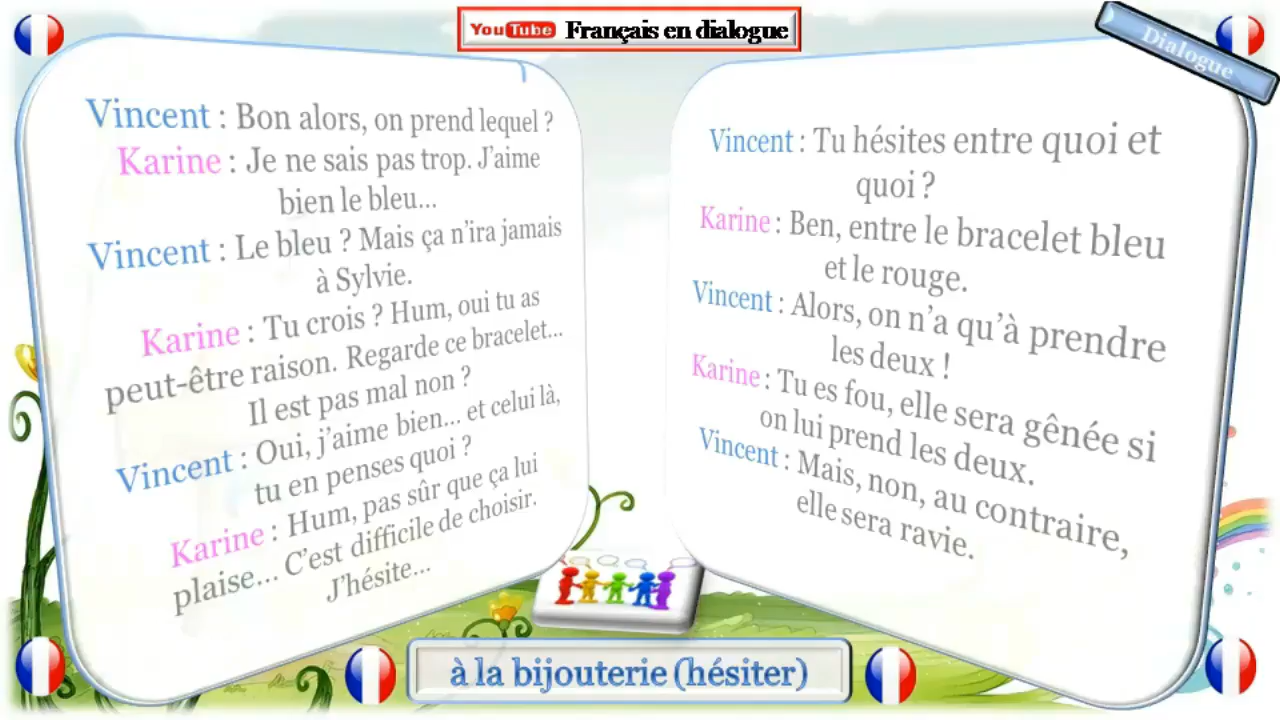 You Tube Français en dialogue
Dialogue
Vincent : Bon alors, on prend lequel ?
Karine : Je ne sais pas trop. J'aime
bien le bleu...
Vincent : Le bleu ? Mais ça n'ira jamais
à Sylvie.
Karine : Tu crois ? Hum, oui tu as
peut-être raison. Regarde ce bracelet...
Il est pas mal non ?
Vincent : Oui, j'aime bien... et celui là,
tu en penses quoi ?
Karine : Hum, pas sûr que ça lui
plaise... C'est difficile de choisir.
J'hésite...
Vincent : Tu hésites entre quoi et
quoi ?
Karine : Ben, entre le bracelet bleu
et le rouge.
Vincent : Alors, on n'a qu'à prendre
les deux !
Karine : Tu es fou, elle sera gênée si
on lui prend les deux.
Vincent : Mais, non, au contraire,
elle sera ravie.
à la bijouterie (hésiter)